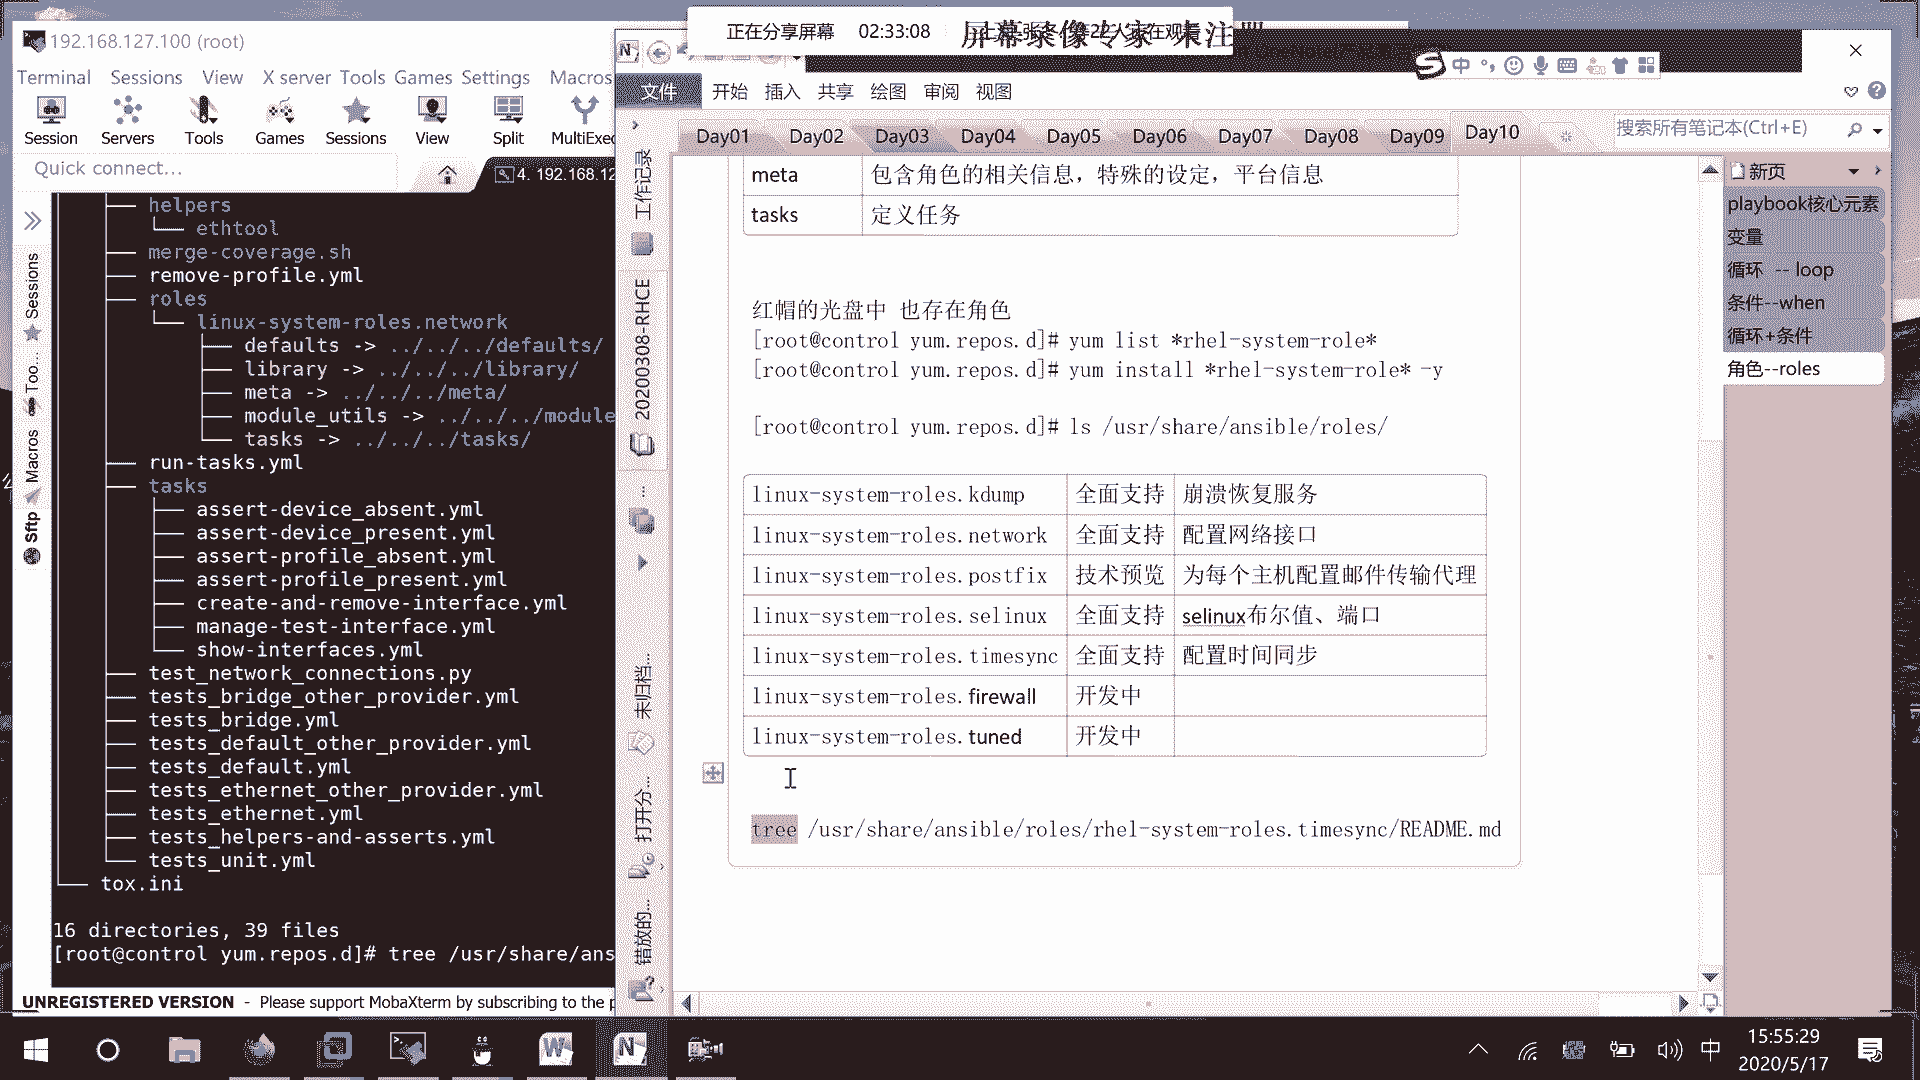 正在分享屏幕 02:33:08
屏幕录像专家 未注册
192.168.127.100 (root)
Terminal Sessions View X server Tools Games Settings Macros
Session Servers Tools Games Sessions View Split MultiExec
Quick connect...
4. 192.168.12
Sessions
Too...
Macros
Sftp
helpers
ethtool
merge-coverage.sh
remove-profile.yml
roles
linux-system-roles.network
defaults -> ../../../defaults/
library -> ../../../library/
meta -> ../../../meta/
module_utils -> ../../../module
tasks -> ../../../tasks/
run-tasks.yml
tasks
assert-device_absent.yml
assert-device_present.yml
assert-profile_absent.yml
assert-profile_present.yml
create-and-remove-interface.yml
manage-test-interface.yml
show-interfaces.yml
test_network_connections.py
tests_bridge_other_provider.yml
tests_bridge.yml
tests_default_other_provider.yml
tests_default.yml
tests_ethernet_other_provider.yml
tests_ethernet.yml
tests_helpers-and-asserts.yml
tests_unit.yml
tox.ini
16 directories, 39 files
[root@control yum.repos.d]# tree /usr/share/ans
UNREGISTERED VERSION - Please support MobaXterm by subscribing to the p
文件 开始 插入 共享 绘图 审阅 视图
Day01 Day02 Day03 Day04 Day05 Day06 Day07 Day08 Day09 Day10
搜索所有笔记本(Ctrl+E)
工作记录
20200308-RHCE
...
未归档...
打开分...
错放的...
meta 包含角色的相关信息，特殊的设定，平台信息
tasks 定义任务
红帽的光盘中 也存在角色
[root@control yum.repos.d]# yum list *rhel-system-role*
[root@control yum.repos.d]# yum install *rhel-system-role* -y
[root@control yum.repos.d]# ls /usr/share/ansible/roles/
linux-system-roles.kdump 全面支持 崩溃恢复服务
linux-system-roles.network 全面支持 配置网络接口
linux-system-roles.postfix 技术预览 为每个主机配置邮件传输代理
linux-system-roles.selinux 全面支持 selinux布尔值、端口
linux-system-roles.timesync 全面支持 配置时间同步
linux-system-roles.firewall 开发中
linux-system-roles.tuned 开发中
tree /usr/share/ansible/roles/rhel-system-roles.timesync/README.md
新页
playbook核心元素
变量
循环 -- loop
条件--when
循环+条件
角色--roles
中
15:55:29
中
2020/5/17